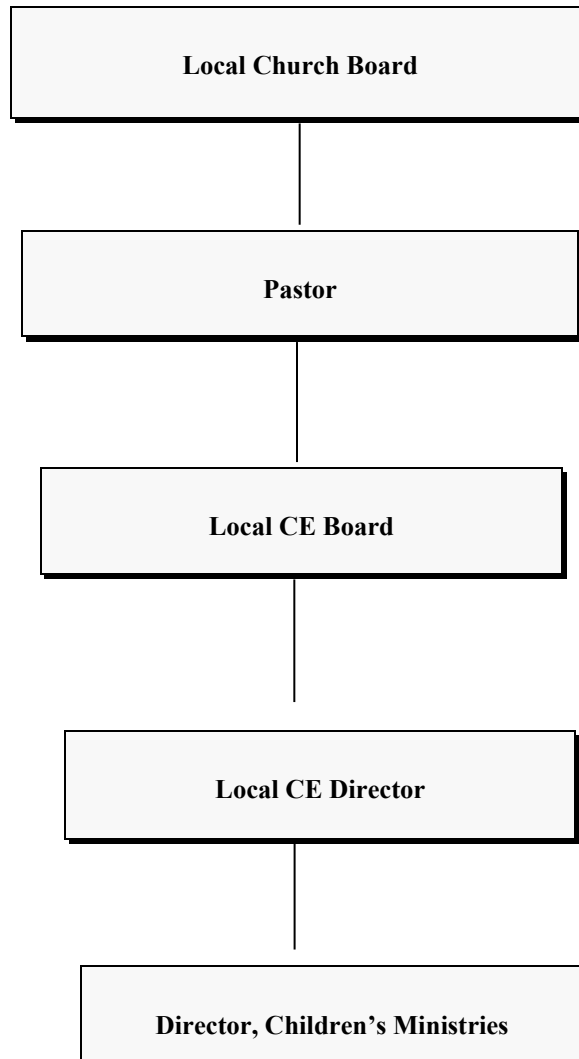 Local Church Board
Pastor
Local CE Board
Local CE Director
Director, Children’s Ministries